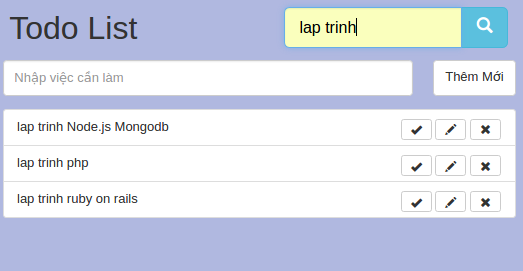 Todo List
lap trinh
Nhập việc cần làm
Thêm Mới
lap trinh Node.js Mongodb
lap trinh php
lap trinh ruby on rails